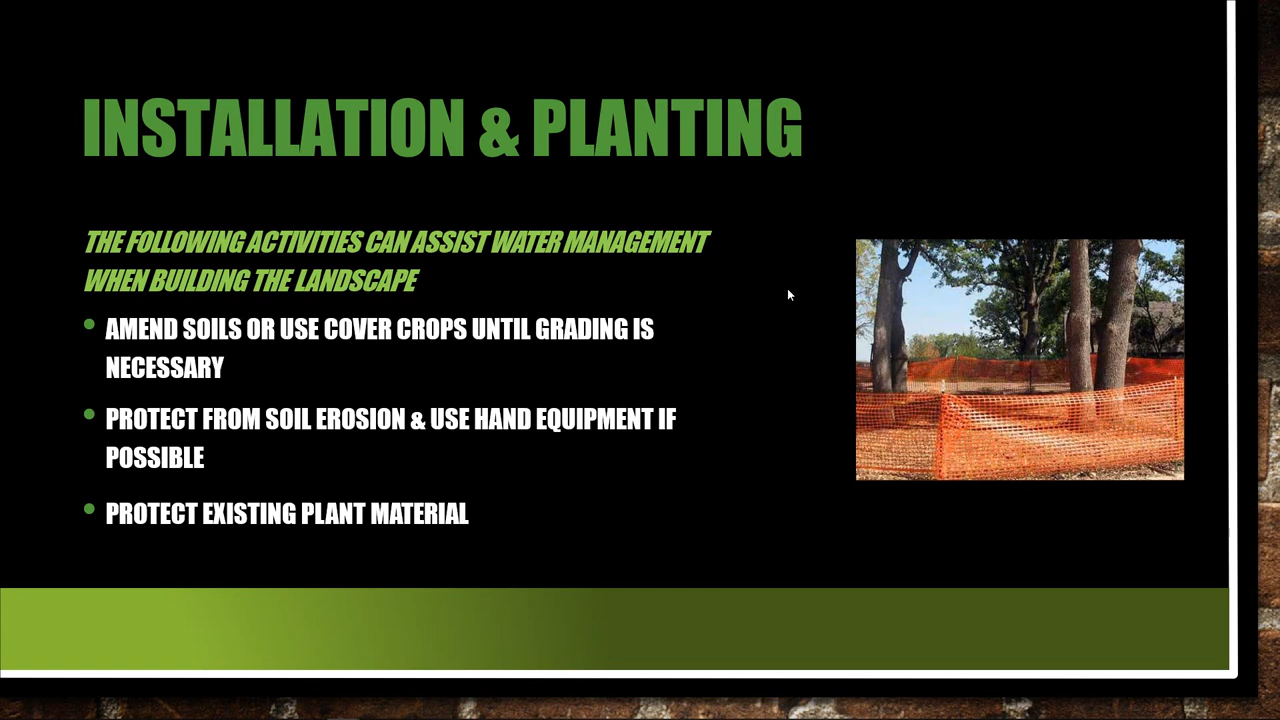 INSTALLATION & PLANTING
THE FOLLOWING ACTIVITIES CAN ASSIST WATER MANAGEMENT
WHEN BUILDING THE LANDSCAPE
• AMEND SOILS OR USE COVER CROPS UNTIL GRADING IS
NECESSARY
• PROTECT FROM SOIL EROSION & USE HAND EQUIPMENT IF
POSSIBLE
• PROTECT EXISTING PLANT MATERIAL